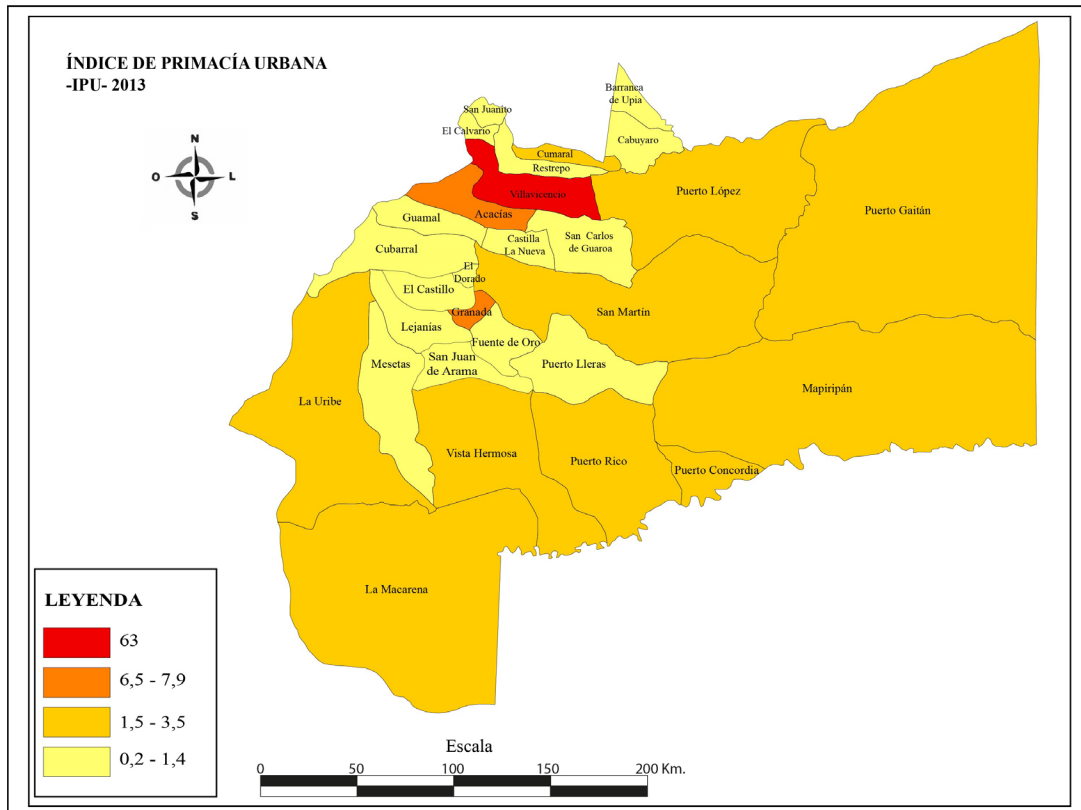 ÍNDICE DE PRIMACÍA URBANA
-IPU- 2013
N
O
L
S
San Juanito
El Calvario
Barranca
de Upia
Cabuyaro
Cumaral
Restrepo
Villavicencio
Puerto López
Puerto Gaitán
Acacías
Guamal
Castilla
La Nueva
San Carlos
de Guaroa
Cubarral
El
Dorado
El Castillo
Granada
San Martín
Lejanías
Fuente de Oro
Mesetas
San Juan
de Arama
Puerto Lleras
Mapiripán
La Uribe
Vista Hermosa
Puerto Rico
Puerto Concordia
La Macarena
LEYENDA
63
6,5 - 7,9
1,5 - 3,5
0,2 - 1,4
Escala
0 50 100 150 200 Km.